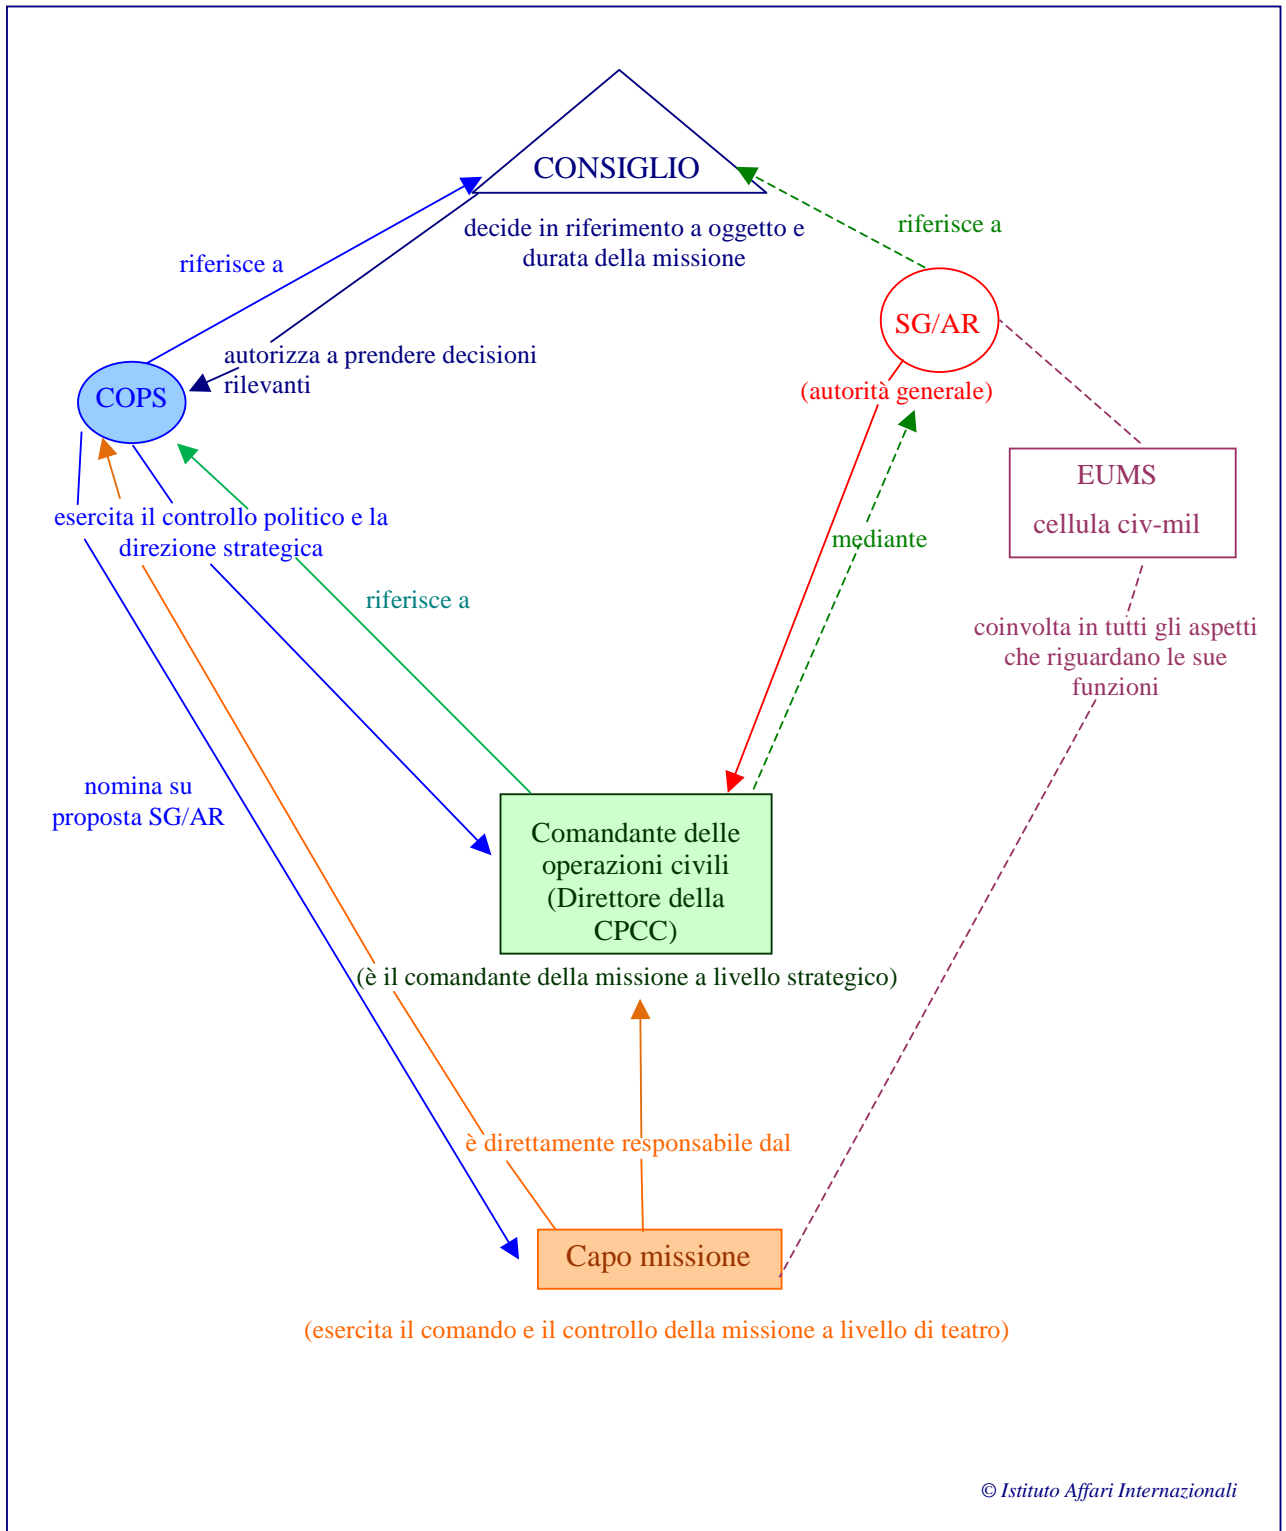 CONSIGLIO
decide in riferimento a oggetto e
durata della missione
riferisce a
riferisce a
SG/AR
(autorità generale)
autorizza a prendere decisioni
rilevanti
COPS
EUMS
cellula civ-mil
esercita il controllo politico e la
direzione strategica
mediante
riferisce a
coinvolta in tutti gli aspetti
che riguardano le sue
funzioni
nomina su
proposta SG/AR
Comandante delle
operazioni civili
(Direttore della
CPCC)
(è il comandante della missione a livello strategico)
è direttamente responsabile dal
Capo missione
(esercita il comando e il controllo della missione a livello di teatro)
© Istituto Affari Internazionali